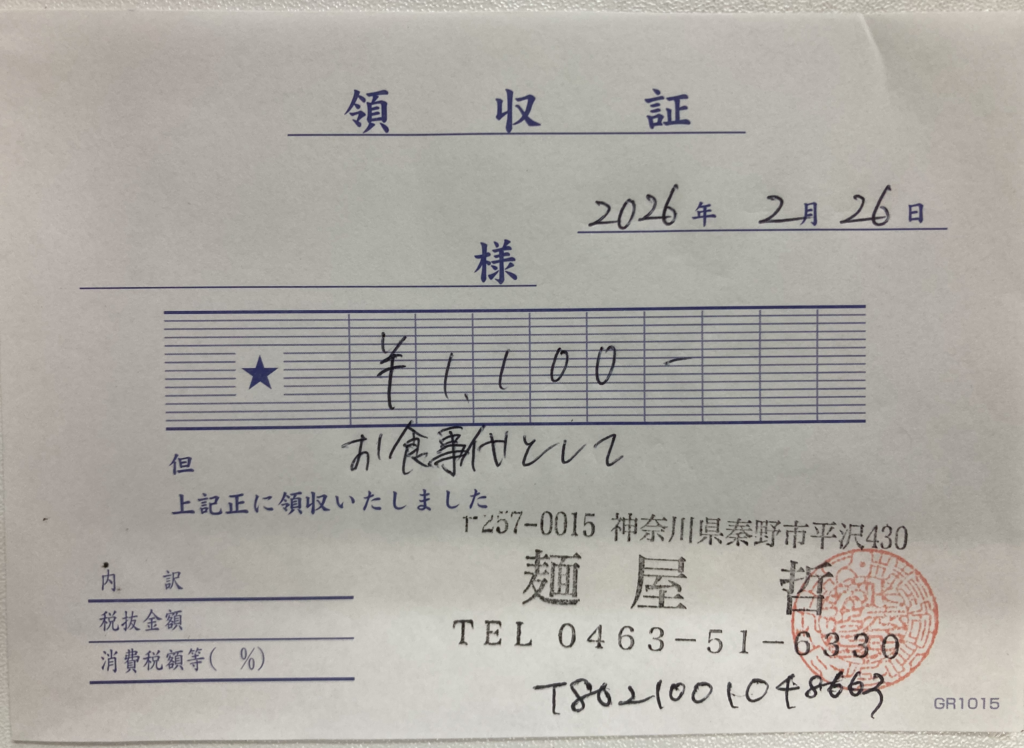 領収証
2026年 2月 26日
様
★ ¥1,100-
但 お食事代として
上記正に領収いたしました
〒257-0015 神奈川県秦野市平沢430
麺屋 哲
TEL 0463-51-6330
T8021001048663
内訳
税抜金額
消費税額等( %)
GR1015